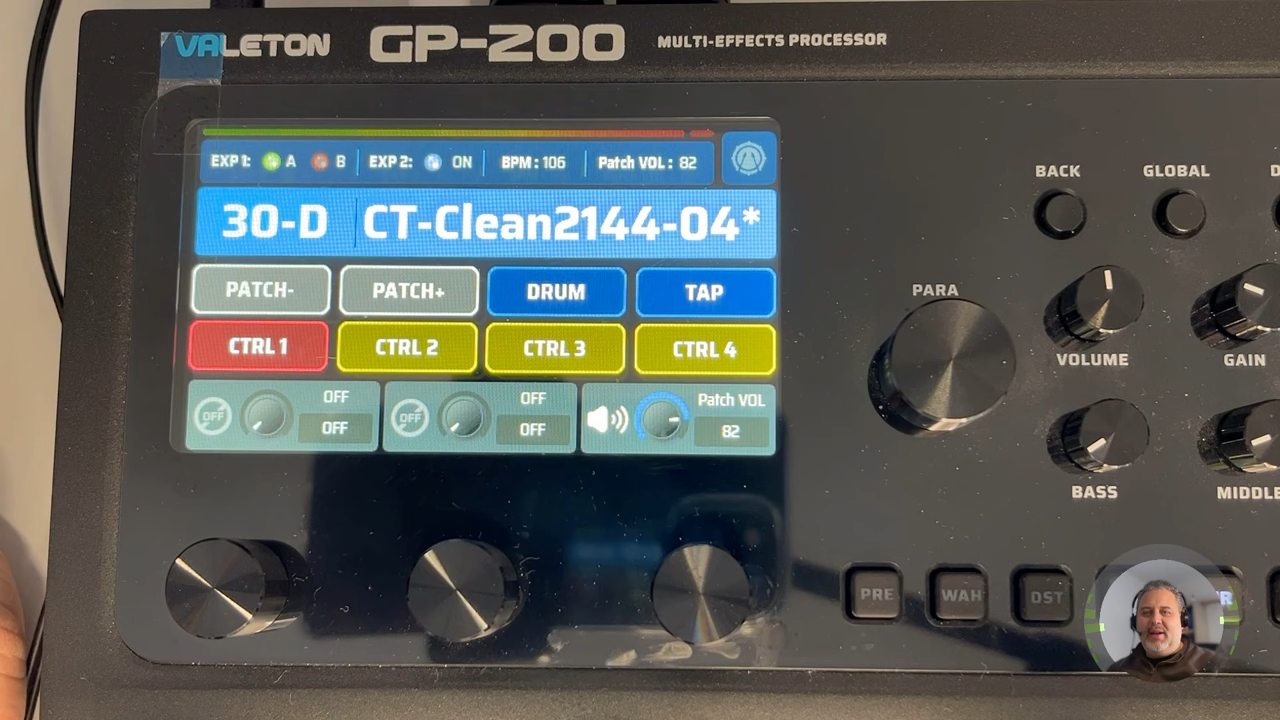 VALETON GP-200 MULTI-EFFECTS PROCESSOR
EXP 1: A B EXP 2: ON BPM: 106 Patch VOL: 82
30-D CT-Clean2144-04*
PATCH- PATCH+ DRUM TAP
CTRL 1 CTRL 2 CTRL 3 CTRL 4
OFF OFF OFF OFF Patch VOL
OFF OFF 82
BACK GLOBAL
PARA
VOLUME GAIN
BASS MIDDLE
PRE WAH DST